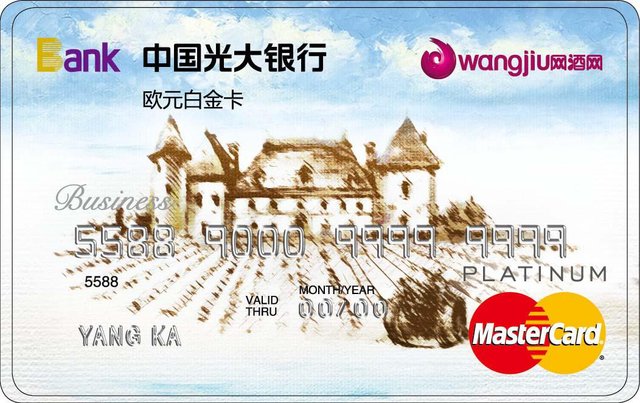 Bank 中国光大银行
wangjiu网酒网
欧元白金卡
Business
5588 9000 9999 9999
PLATINUM
5588
MONTH/YEAR
VALID THRU 00/00
YANG KA
MasterCard